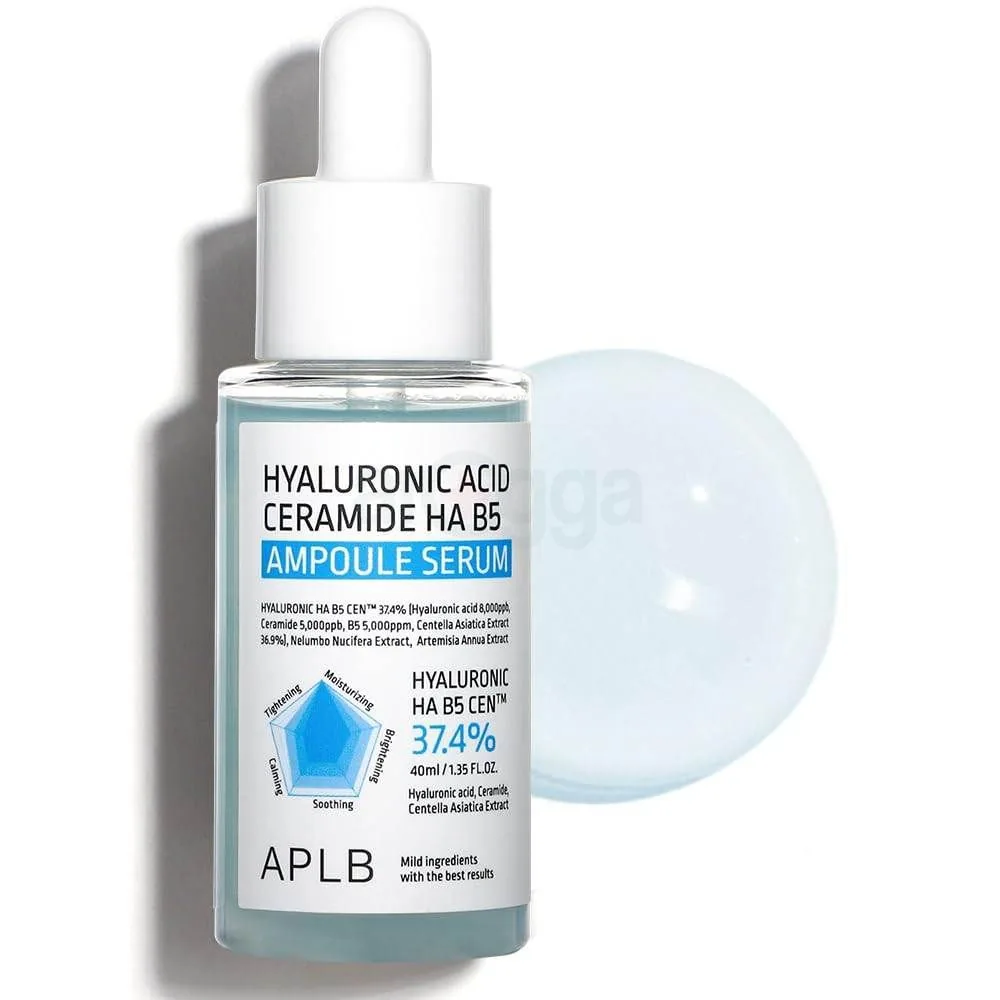 HYALURONIC ACID
CERAMIDE HA B5
AMPOULE SERUM
HYALURONIC HA B5 CEN™ 37.4% (Hyaluronic acid 8,000ppb,
Ceramide 5,000ppb, B5 5,000ppm, Centella Asiatica Extract
36.9%), Nelumbo Nucifera Extract, Artemisia Annua Extract
Tightening
Moisturizing
Brightening
Calming
Soothing
HYALURONIC
HA B5 CEN™
37.4%
40ml / 1.35 FL.OZ.
Hyaluronic acid, Ceramide,
Centella Asiatica Extract
APLB
Mild ingredients
with the best results